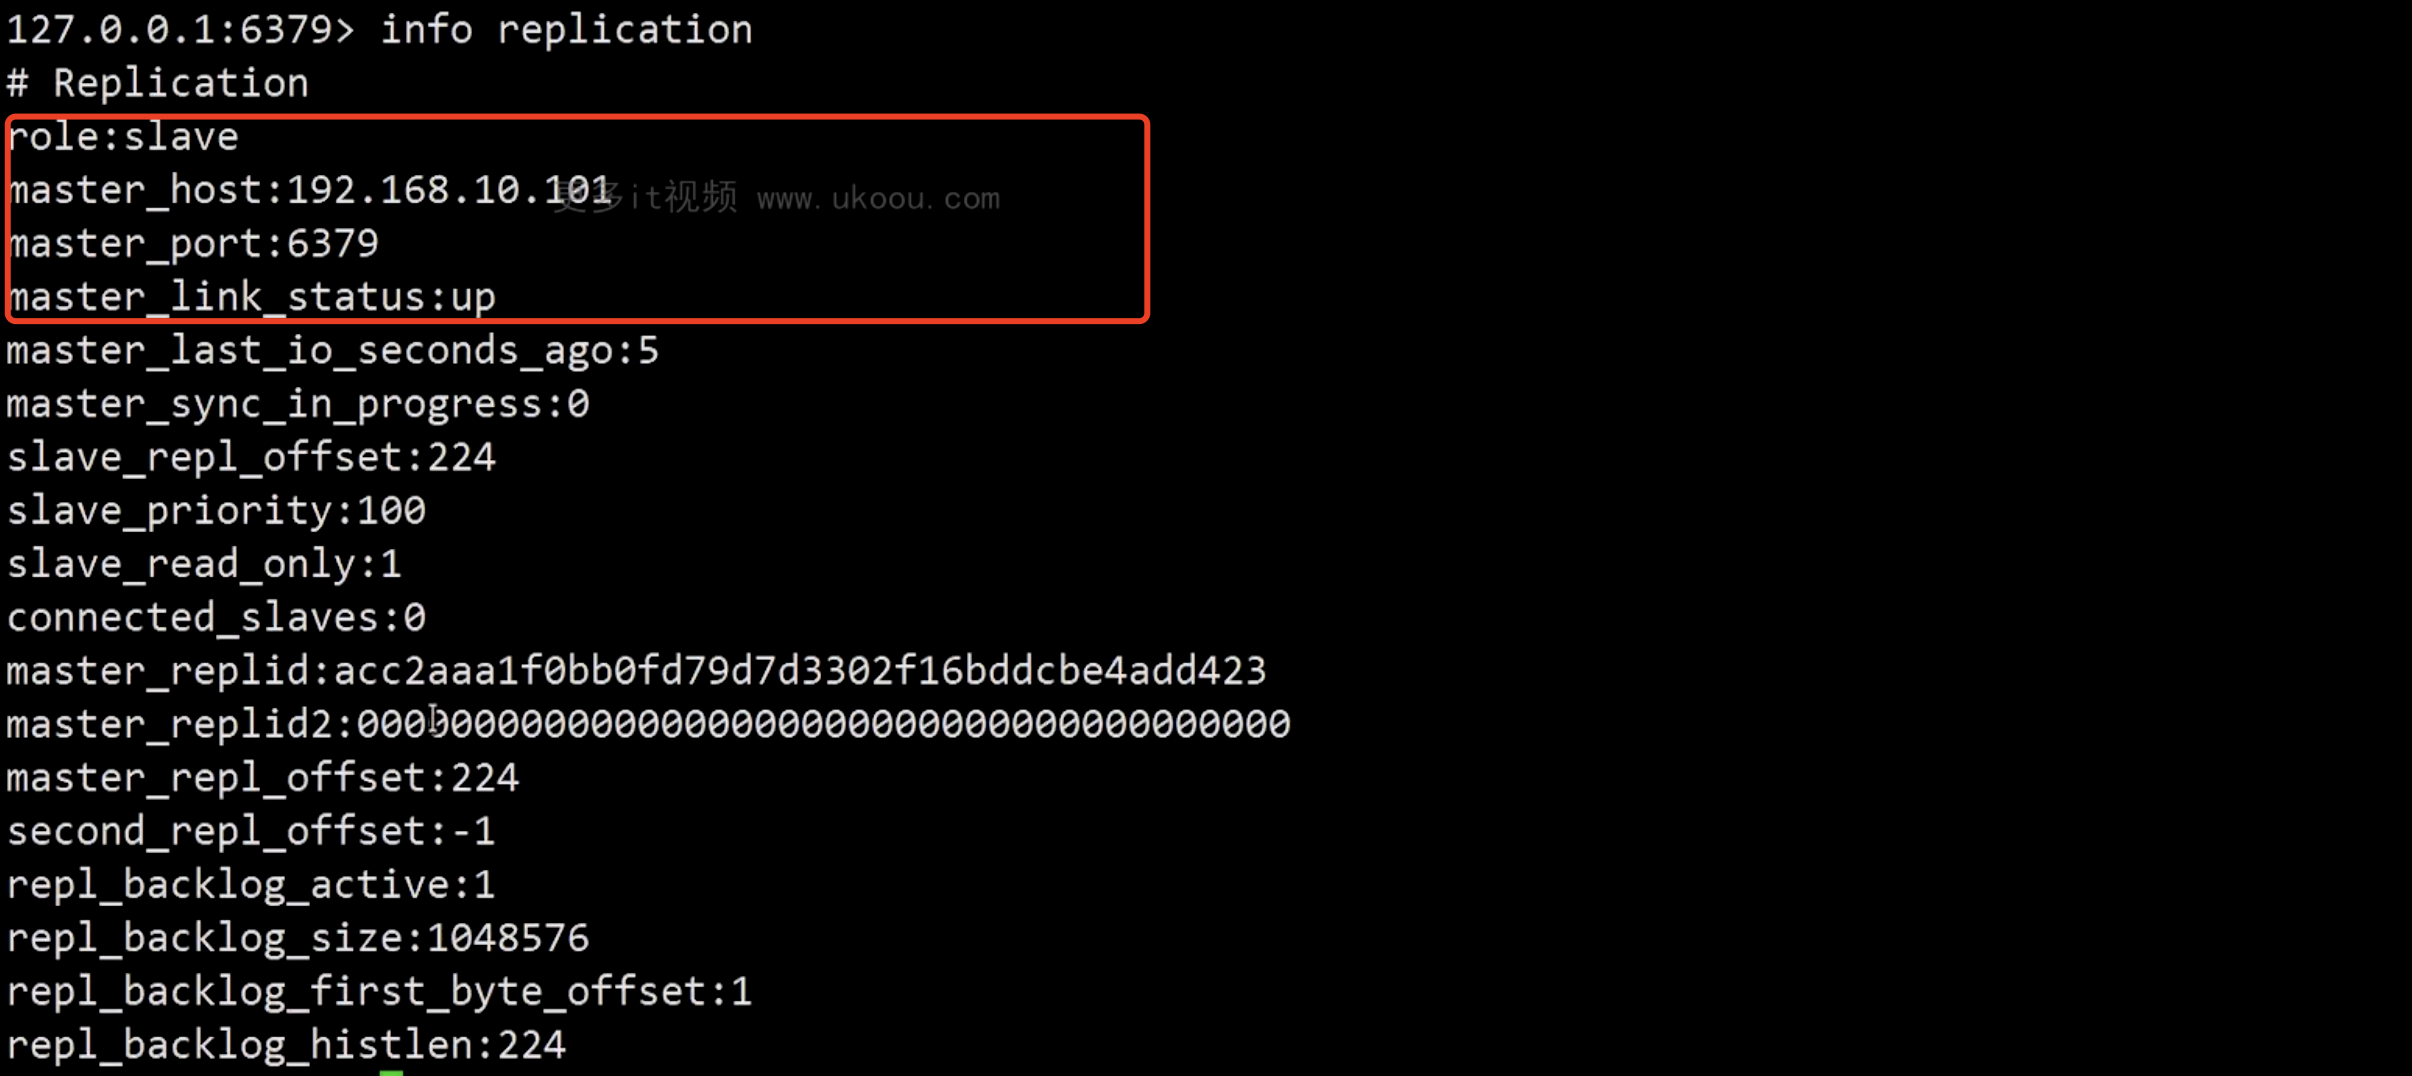 127.0.0.1:6379> info replication
# Replication
role:slave
master_host:192.168.10.101
更多it视频 www.ukoou.com
master_port:6379
master_link_status:up
master_last_io_seconds_ago:5
master_sync_in_progress:0
slave_repl_offset:224
slave_priority:100
slave_read_only:1
connected_slaves:0
master_replid:acc2aaa1f0bb0fd79d7d3302f16bddcbe4add423
master_replid2:0000000000000000000000000000000000000000
master_repl_offset:224
second_repl_offset:-1
repl_backlog_active:1
repl_backlog_size:1048576
repl_backlog_first_byte_offset:1
repl_backlog_histlen:224